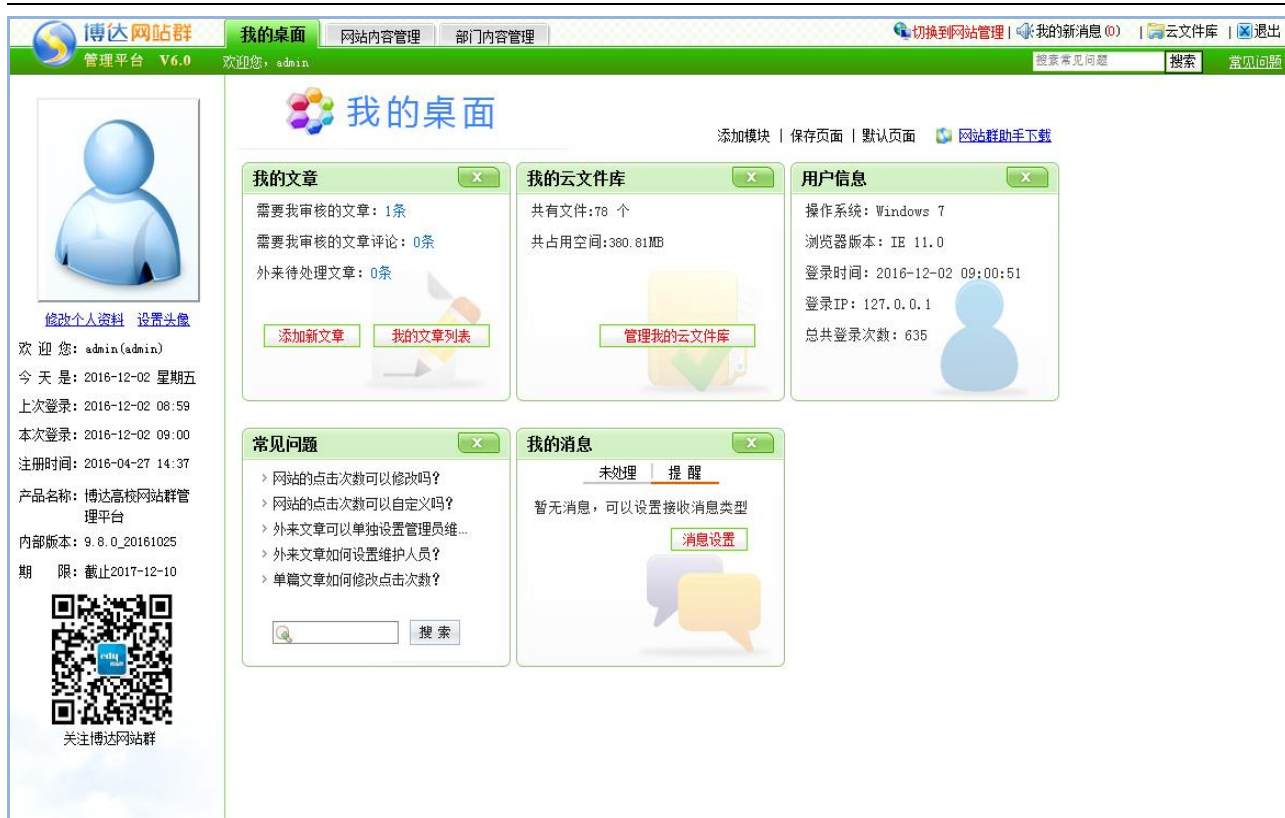 博达网站群
管理平台 V6.0
我的桌面 网站内容管理 部门内容管理
切换到网站管理 | 我的新消息(0) | 云文件库 | 退出
欢迎您，admin
搜索常见问题 搜索 常见问题
我的桌面
添加模块 | 保存页面 | 默认页面 网站群助手下载
修改个人资料 设置头像
欢 迎 您：admin(admin)
今 天 是：2016-12-02 星期五
上次登录：2016-12-02 08:59
本次登录：2016-12-02 09:00
注册时间：2016-04-27 14:37
产品名称：博达高校网站群管
理平台
内部版本：9.8.0_20161025
期 限：截止2017-12-10
edu
关注博达网站群
我的文章 X
需要我审核的文章：1条
需要我审核的文章评论：0条
外来待处理文章：0条
添加新文章 我的文章列表
我的云文件库 X
共有文件:78 个
共占用空间:380.81MB
管理我的云文件库
用户信息 X
操作系统：Windows 7
浏览器版本：IE 11.0
登录时间：2016-12-02 09:00:51
登录IP：127.0.0.1
总共登录次数：635
常见问题 X
> 网站的点击次数可以修改吗?
> 网站的点击次数可以自定义吗?
> 外来文章可以单独设置管理员维...
> 外来文章如何设置维护人员?
> 单篇文章如何修改点击次数?
搜 索
我的消息 X
未处理 提 醒
暂无消息，可以设置接收消息类型
消息设置